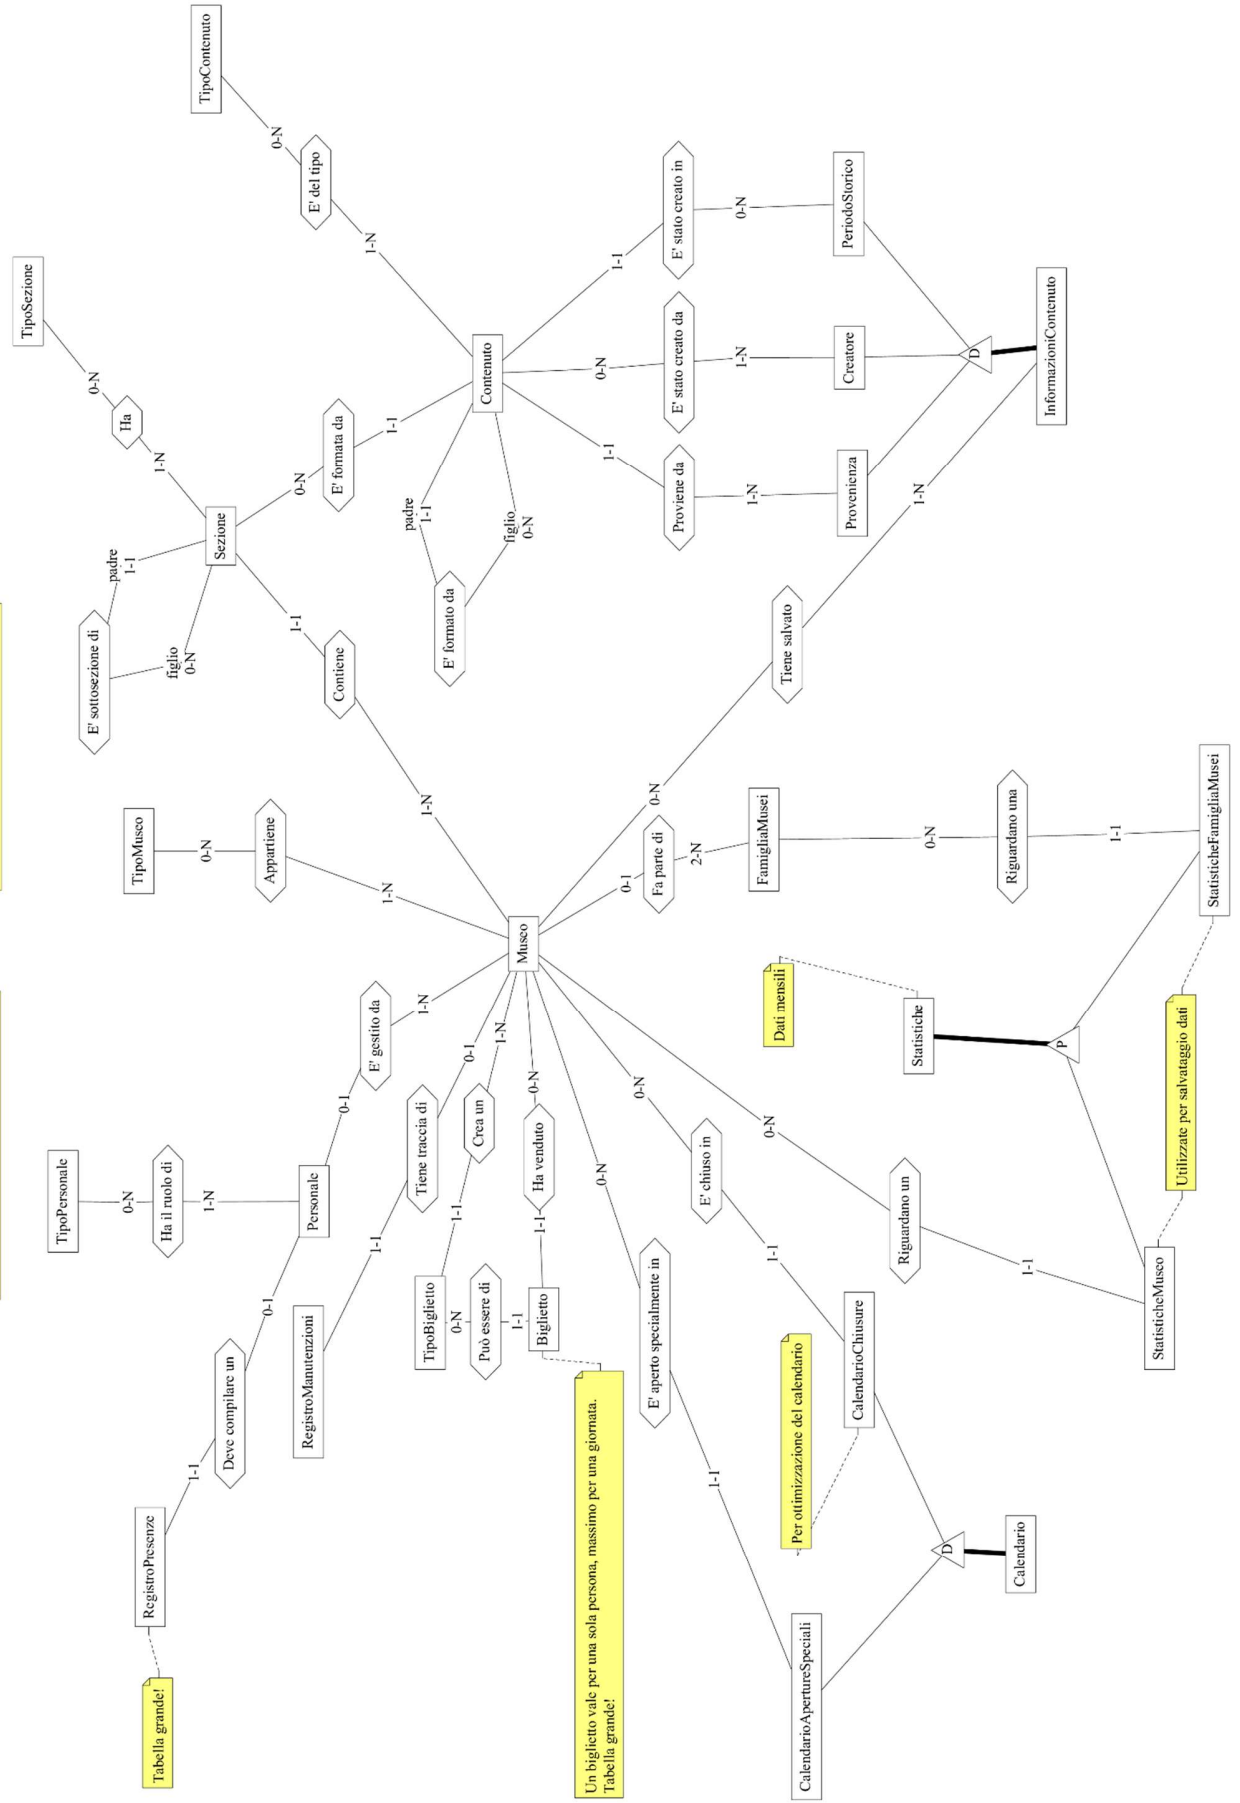 TipoSezione
TipoPersonale
0-N
E' sottosezione di
padre
1-1
0-N
Ha
0-N
TipoMuseo
Tabella grande!
RegistroPresenze
Ha il ruolo di
1-N
figlio
0-N
1-1
1-N
0-N
TipoContenuto
Deve compilare un
Sezione
0-1
Appartiene
0-N
RegistroManutenzioni
Personale
1-1
0-N
E' del tipo
0-1
Contiene
E' formata da
1-1
E' gestito da
1-N
1-1
1-N
padre
1-1
Tiene traccia di
1-N
1-N
TipoBiglietto
0-N
1-1
0-1
E' formato da
Può essere di
Crea un
1-N
Contenuto
1-1
Biglietto
1-1
Ha venduto
0-N
Museo
figlio
0-N
Un biglietto vale per una sola persona, massimo per una giornata.
Tabella grande!
0-N
1-1
0-N
1-1
E' aperto specialmente in
0-N
0-1
Fa parte di
0-N
Proviene da
E' stato creato da
E' stato creato in
1-1
E' chiuso in
2-N
1-N
1-N
0-N
1-1
0-N
FamigliaMusei
Tiene salvato
Dati mensili
Per ottimizzazione del calendario
CalendarioApertureSpeciali
CalendarioChiusure
Provenienza
Creatore
PeriodoStorico
Riguardano un
Statistiche
0-N
1-N
D
D
Calendario
1-1
Riguardano una
InformazioniContenuto
P
1-1
StatisticheMuseo
Utilizzate per salvataggio dati
StatisticheFamigliaMusei